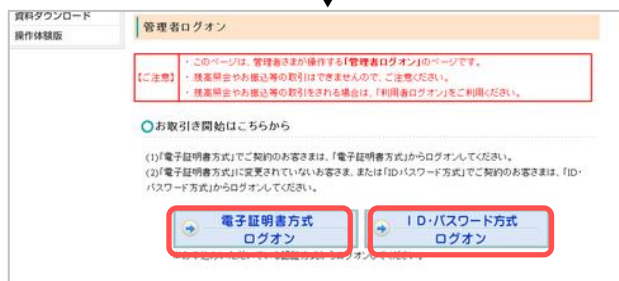 資料ダウンロード
操作体験版
管理者ログオン
【ご注意】
・このページは、管理者さまが操作する「管理者ログオン」のページです。
・残高照会やお振込等の取引はできませんので、ご注意ください。
・残高照会やお振込等の取引をされる場合は、「利用者ログオン」をご利用ください。
お取引き開始はこちらから
(1)「電子証明書方式」でご契約のお客さまは、「電子証明書方式」からログオンしてください。
(2)「電子証明書方式」に変更されていないお客さま、または「IDパスワード方式」でご契約のお客さまは、「ID・
パスワード方式」からログオンしてください。
電子証明書方式
ログオン
ID・パスワード方式
ログオン